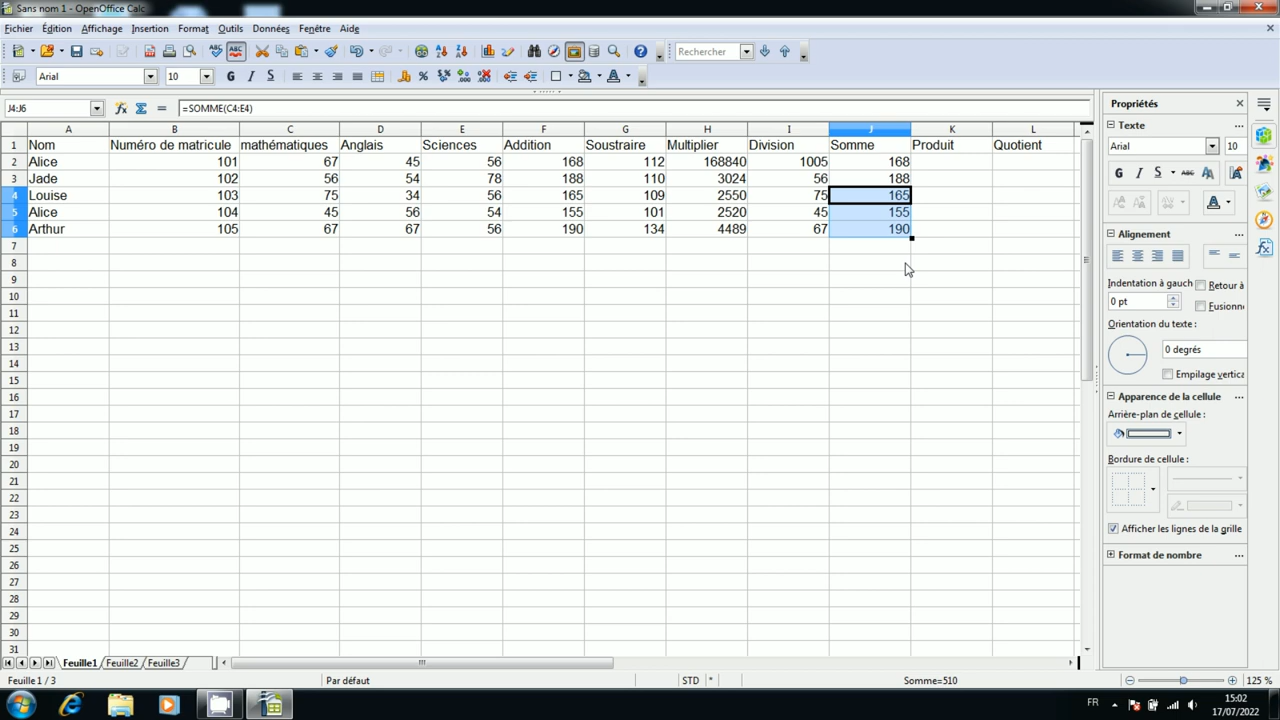 Sans nom 1 - OpenOffice Calc
Fichier Édition Affichage Insertion Format Outils Données Fenêtre Aide
Rechercher
Arial 10
J4:J6 =SOMME(C4:E4)
A B C D E F G H I J K L
1 Nom Numéro de matricule mathématiques Anglais Sciences Addition Soustraire Multiplier Division Somme Produit Quotient
2 Alice 101 67 45 56 168 112 168840 1005 168
3 Jade 102 56 54 78 188 110 3024 56 188
4 Louise 103 75 34 56 165 109 2550 75 165
5 Alice 104 45 56 54 155 101 2520 45 155
6 Arthur 105 67 67 56 190 134 4489 67 190
7
8
9
10
11
12
13
14
15
16
17
18
19
20
21
22
23
24
25
26
27
28
29
30
31
Propriétés
Texte
Arial 10
Alignement
Indentation à gauch Retour à
0 pt Fusionne
Orientation du texte :
0 degrés
Empilage vertica
Apparence de la cellule
Arrière-plan de cellule :
Bordure de cellule :
Afficher les lignes de la grille
Format de nombre
Feuille1 Feuille2 Feuille3
Feuille 1 / 3 Par défaut STD * Somme=510 125 %
FR 15:02
17/07/2022